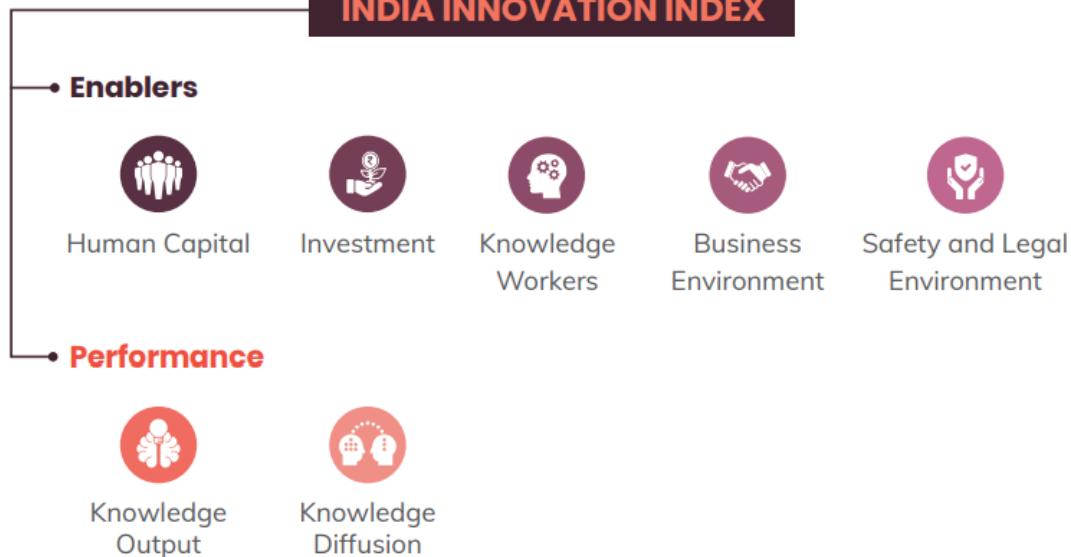 INDIA INNOVATION INDEX
Enablers
Human Capital
Investment
Knowledge
Workers
Business
Environment
Safety and Legal
Environment
Performance
Knowledge
Output
Knowledge
Diffusion